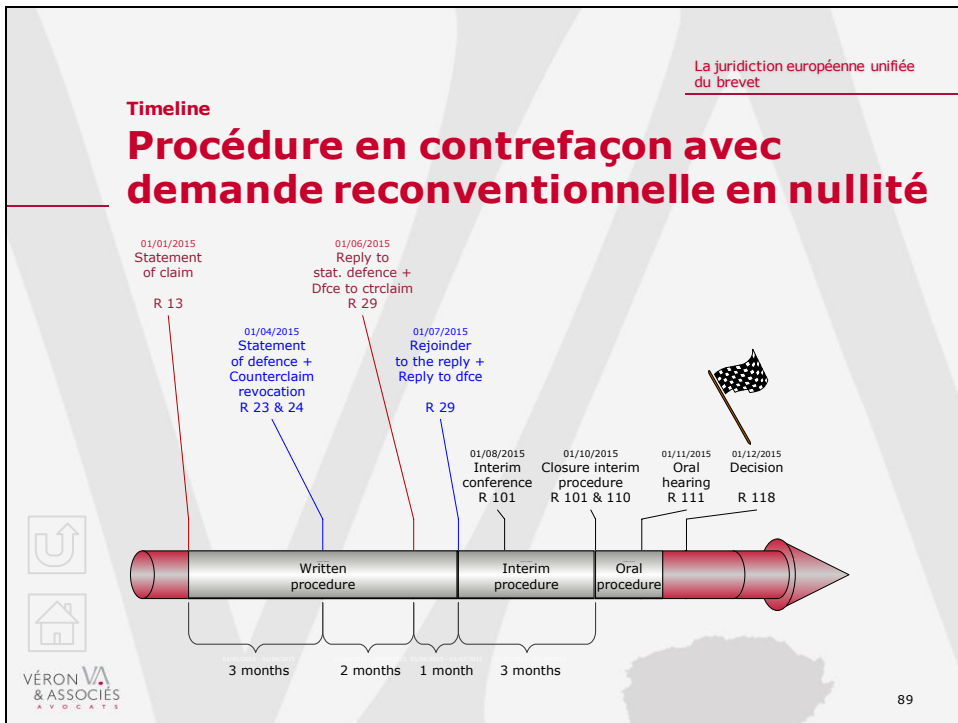 La juridiction européenne unifiée
du brevet
Timeline
Procédure en contrefaçon avec
demande reconventionnelle en nullité
01/01/2015
Statement
of claim
R 13
01/06/2015
Reply to
stat. defence +
Dfce to ctrclaim
R 29
01/04/2015
Statement
of defence +
Counterclaim
revocation
R 23 & 24
01/07/2015
Rejoinder
to the reply +
Reply to dfce
R 29
01/08/2015
Interim
conference
R 101
01/10/2015
Closure interim
procedure
R 101 & 110
01/11/2015
Oral
hearing
R 111
01/12/2015
Decision
R 118
Written
procedure
Interim
procedure
Oral
procedure
3 months
2 months
1 month
3 months
VÉRON VA
& ASSOCIÉS
AVOCATS
89